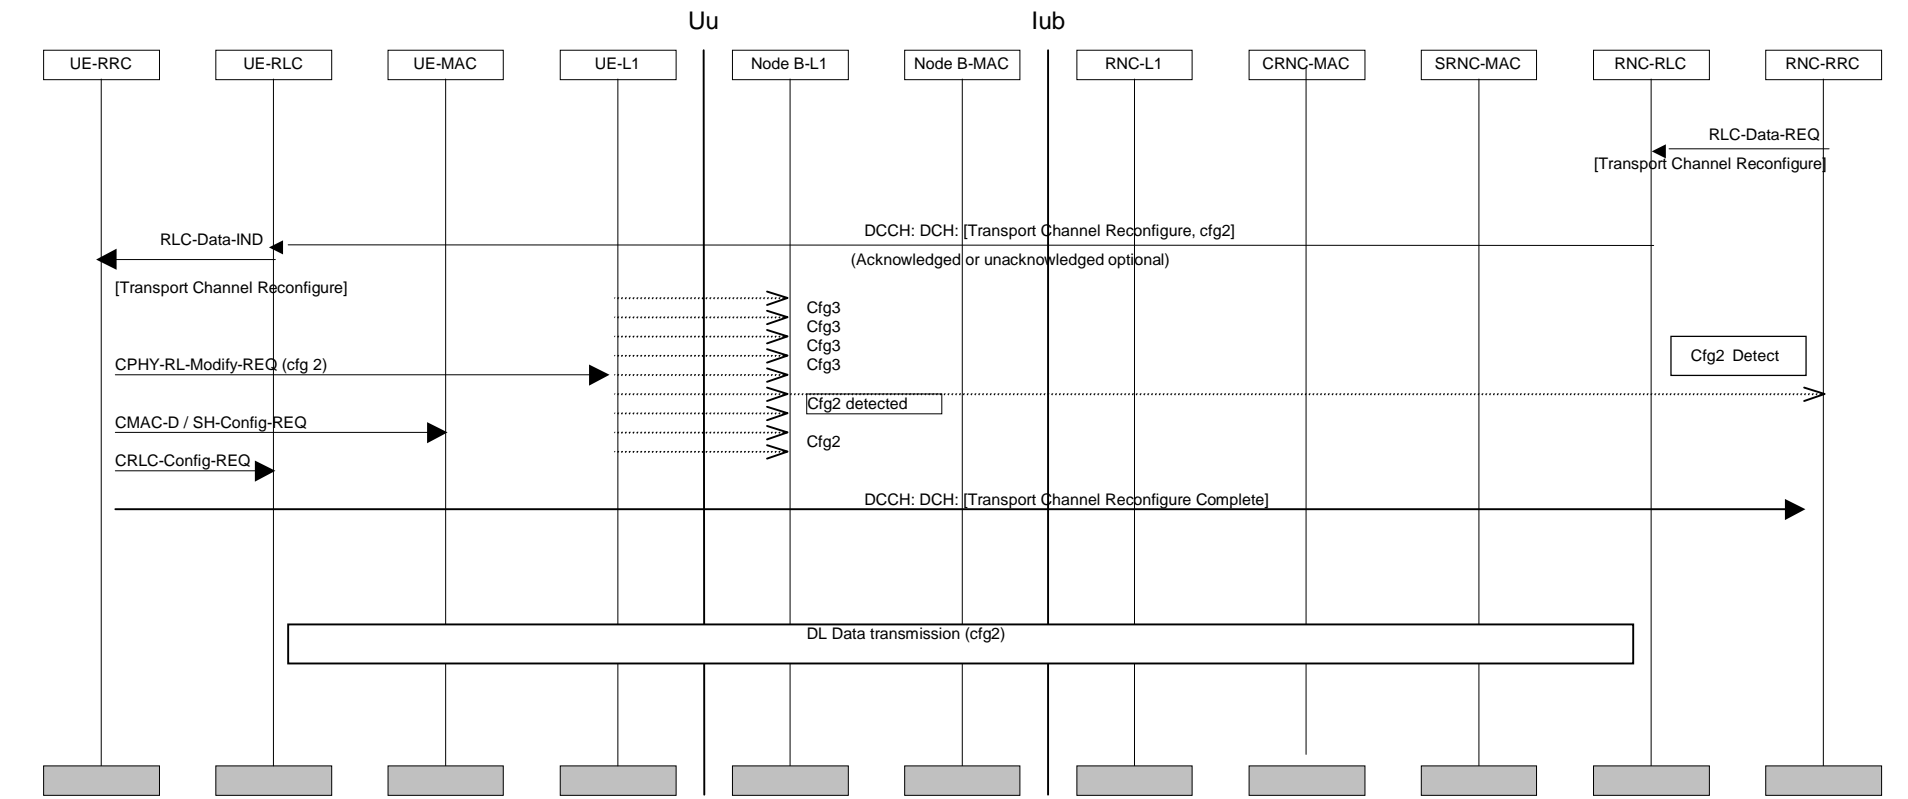 Uu
Iub
UE-RRC
UE-RLC
UE-MAC
UE-L1
Node B-L1
Node B-MAC
RNC-L1
CRNC-MAC
SRNC-MAC
RNC-RLC
RNC-RRC
RLC-Data-REQ
[Transport Channel Reconfigure]
DCCH: DCH: [Transport Channel Reconfigure, cfg2]
RLC-Data-IND
(Acknowledged or unacknowledged optional)
[Transport Channel Reconfigure]
Cfg3
Cfg3
Cfg3
Cfg3
Cfg2 Detect
CPHY-RL-Modify-REQ (cfg 2)
Cfg2 detected
CMAC-D / SH-Config-REQ
Cfg2
CRLC-Config-REQ
DCCH: DCH: [Transport Channel Reconfigure Complete]
DL Data transmission (cfg2)